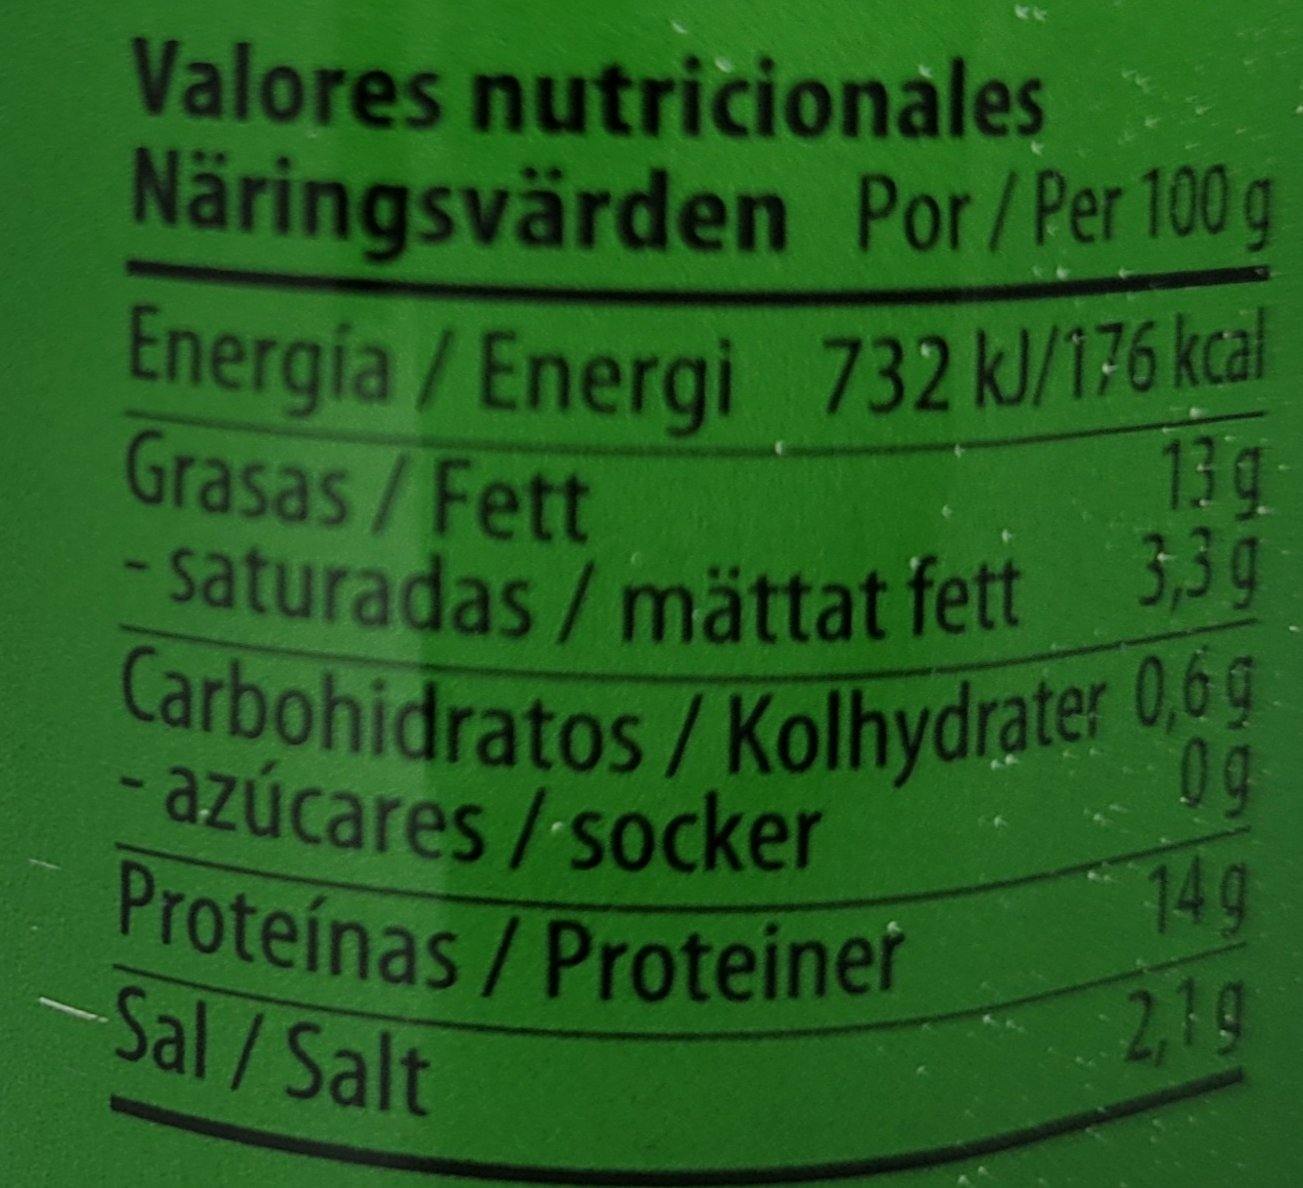 Valores nutricionales
Näringsvärden Por / Per 100 g
Energía / Energi 732 kJ/176 kcal
Grasas / Fett 13 g
- saturadas / mättat fett 3,3 g
Carbohidratos / Kolhydrater 0,6 g
- azúcares / socker 0 g
Proteínas / Proteiner 14 g
Sal / Salt 2,1 g